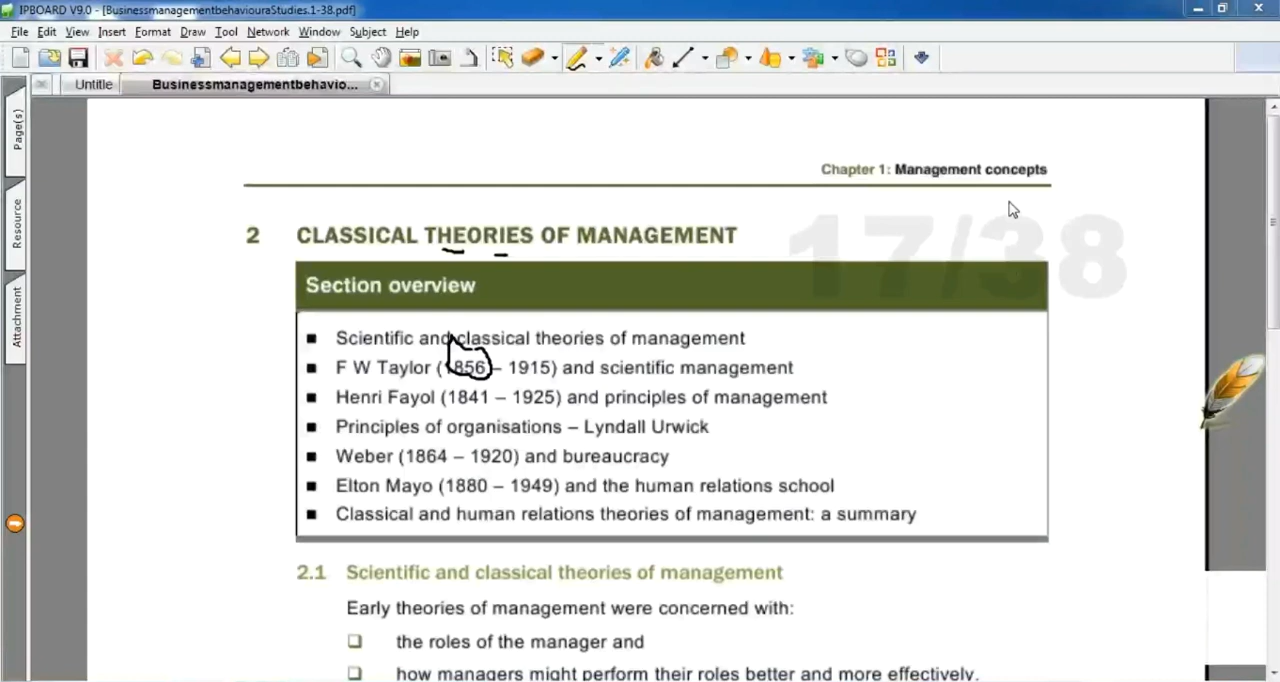 IPBOARD V9.0 - [BusinessmanagementbehaviouraStudies.1-38.pdf]
File Edit View Insert Format Draw Tool Network Window Subject Help
Untitle Businessmanagementbehavio...
Page(s)
Resource
Attachment
Chapter 1: Management concepts
17/38
2 CLASSICAL THEORIES OF MANAGEMENT
Section overview
■ Scientific and classical theories of management
■ F W Taylor (1856 – 1915) and scientific management
■ Henri Fayol (1841 – 1925) and principles of management
■ Principles of organisations – Lyndall Urwick
■ Weber (1864 – 1920) and bureaucracy
■ Elton Mayo (1880 – 1949) and the human relations school
■ Classical and human relations theories of management: a summary
2.1 Scientific and classical theories of management
Early theories of management were concerned with:
❑ the roles of the manager and
❑ how managers might perform their roles better and more effectively.